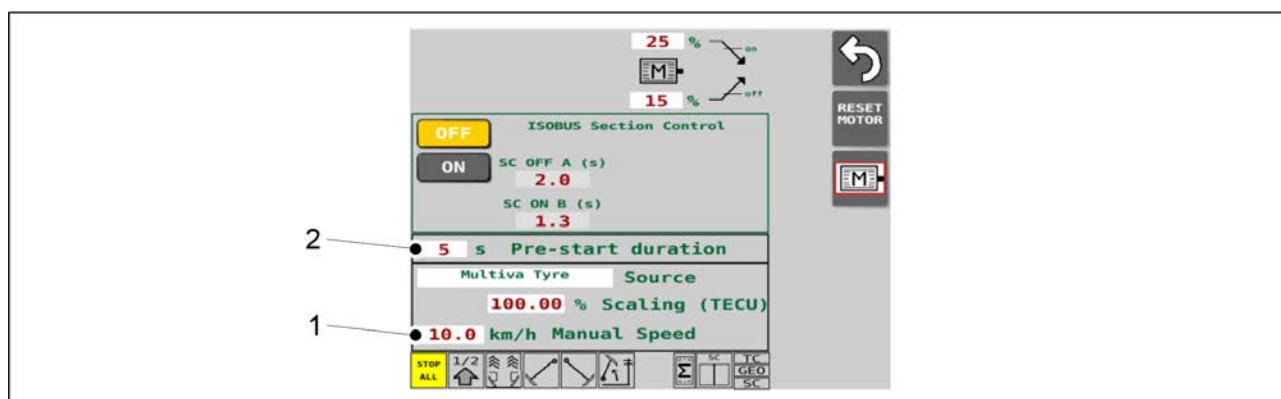 25 %
on
M
15 %
off
RESET
MOTOR
OFF
ISOBUS Section Control
ON
SC OFF A (s)
2.0
SC ON B (s)
1.3
M
2
5 s Pre-start duration
Multiva Tyre Source
100.00 % Scaling (TECU)
1
10.0 km/h Manual Speed
STOP
ALL
1/2
Σ
SC
TC
GEO
SC